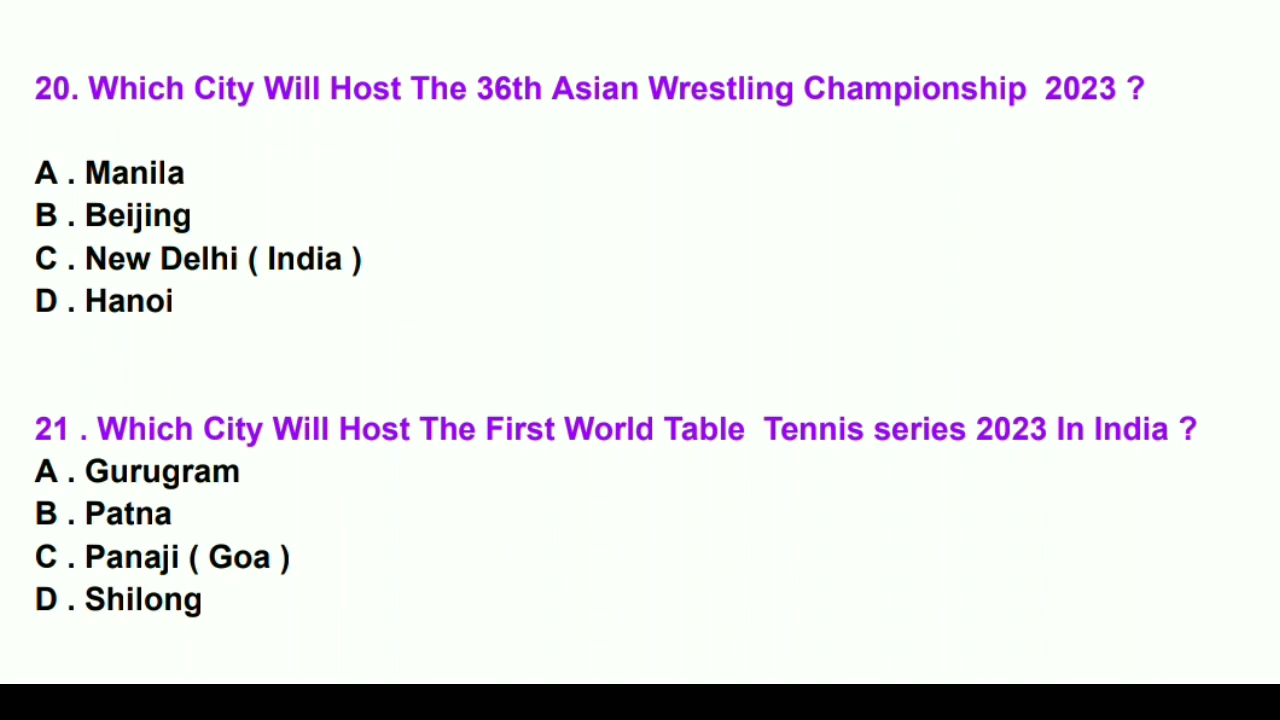 20. Which City Will Host The 36th Asian Wrestling Championship  2023 ?
A . Manila
B . Beijing
C . New Delhi ( India )
D . Hanoi
21 . Which City Will Host The First World Table  Tennis series 2023 In India ?
A . Gurugram
B . Patna
C . Panaji ( Goa )
D . Shilong